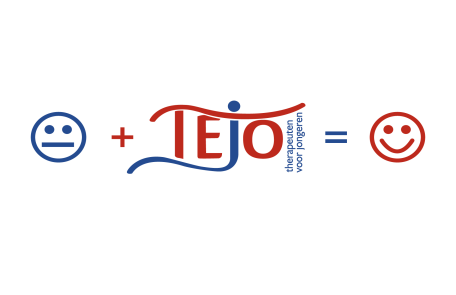 + TEJO =
therapeuten
voor jongeren